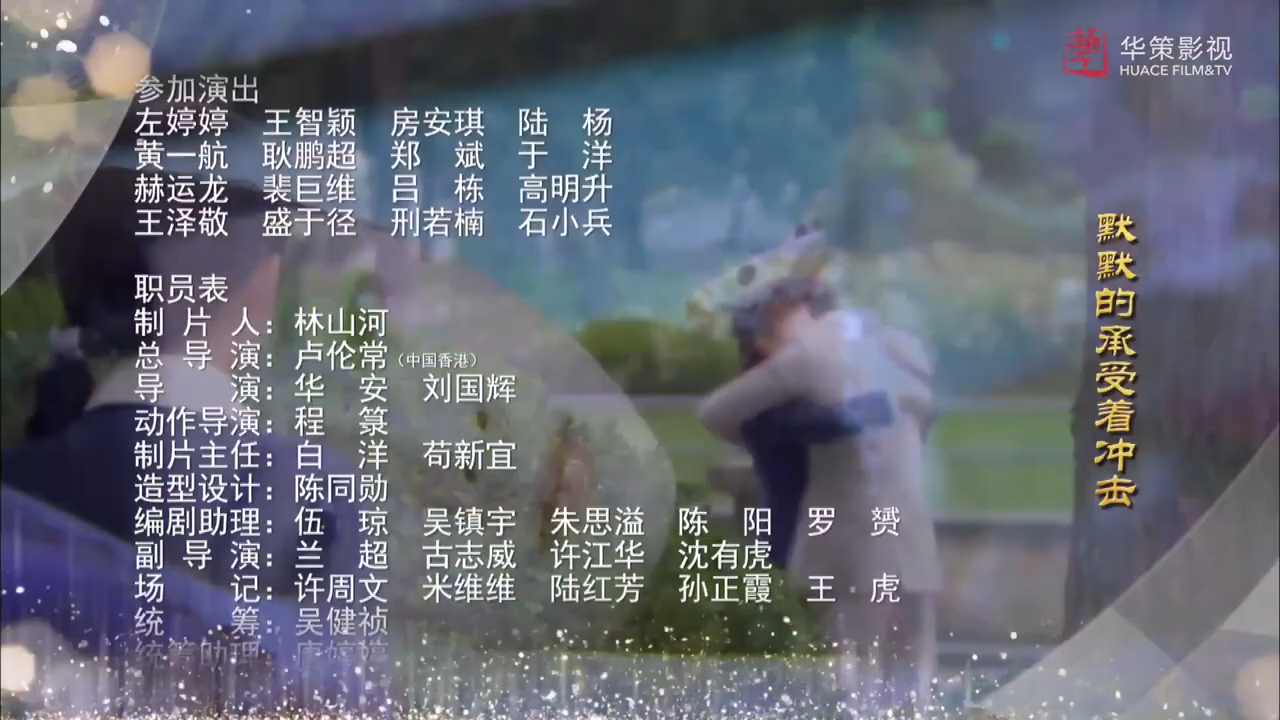 华策影视
HUACE FILM&TV
参加演出
左婷婷 王智颖 房安琪 陆 杨
黄一航 耿鹏超 郑 斌 于 洋
赫运龙 裴巨维 吕 栋 高明升
王泽敬 盛于径 刑若楠 石小兵
职员表
制 片 人：林山河
总 导 演：卢伦常（中国香港）
导 演：华 安 刘国辉
动作导演：程 箓
制片主任：白 洋 苟新宜
造型设计：陈同勋
编剧助理：伍 琼 吴镇宇 朱思溢 陈 阳 罗 赟
副 导 演：兰 超 古志威 许江华 沈有虎
场 记：许周文 米维维 陆红芳 孙正霞 王 虎
统 筹：吴健祯
统筹助理：唐婷婷
默默的承受着冲击